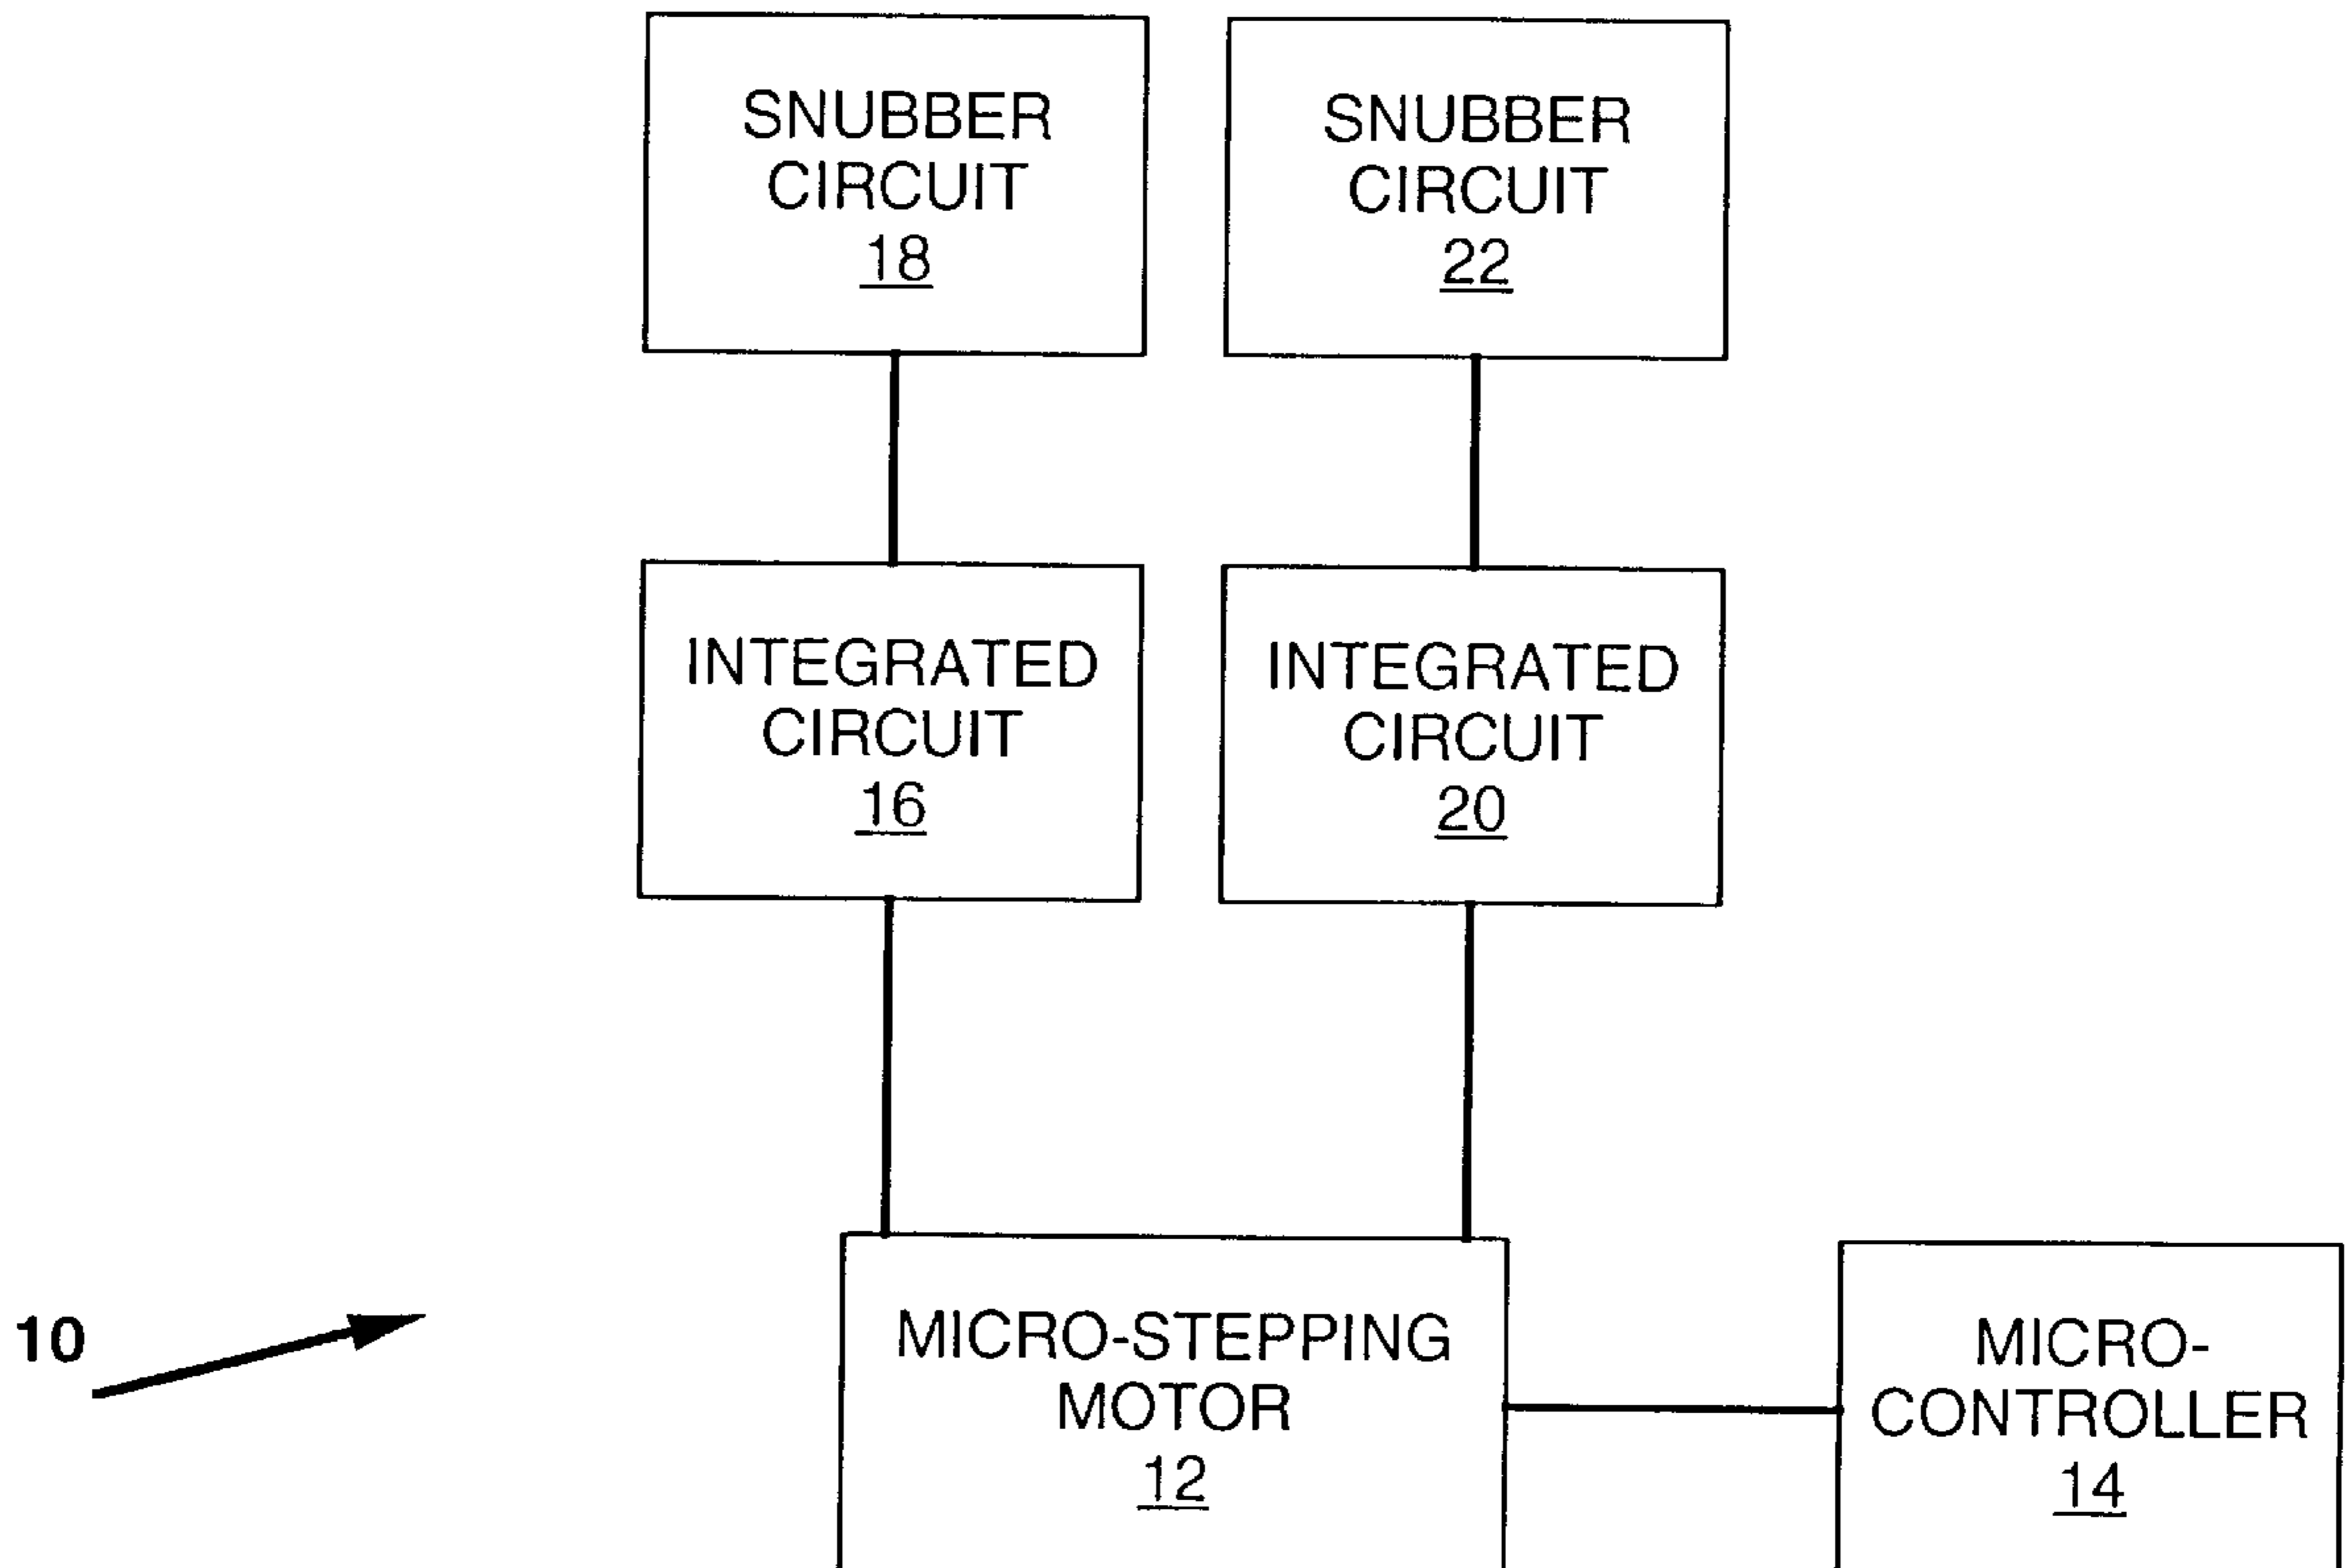 SNUBBER
CIRCUIT
18
SNUBBER
CIRCUIT
22
INTEGRATED
CIRCUIT
16
INTEGRATED
CIRCUIT
20
10
MICRO-STEPPING
MOTOR
12
MICRO-
CONTROLLER
14